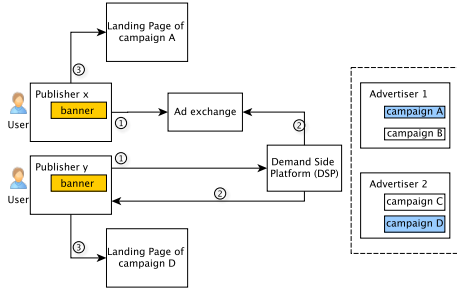 Landing Page of
campaign A
③
Publisher x
banner
User
①
Ad exchange
②
Advertiser 1
campaign A
campaign B
Publisher y
banner
User
①
Demand Side
Platform (DSP)
②
Advertiser 2
campaign C
campaign D
③
Landing Page of
campaign D